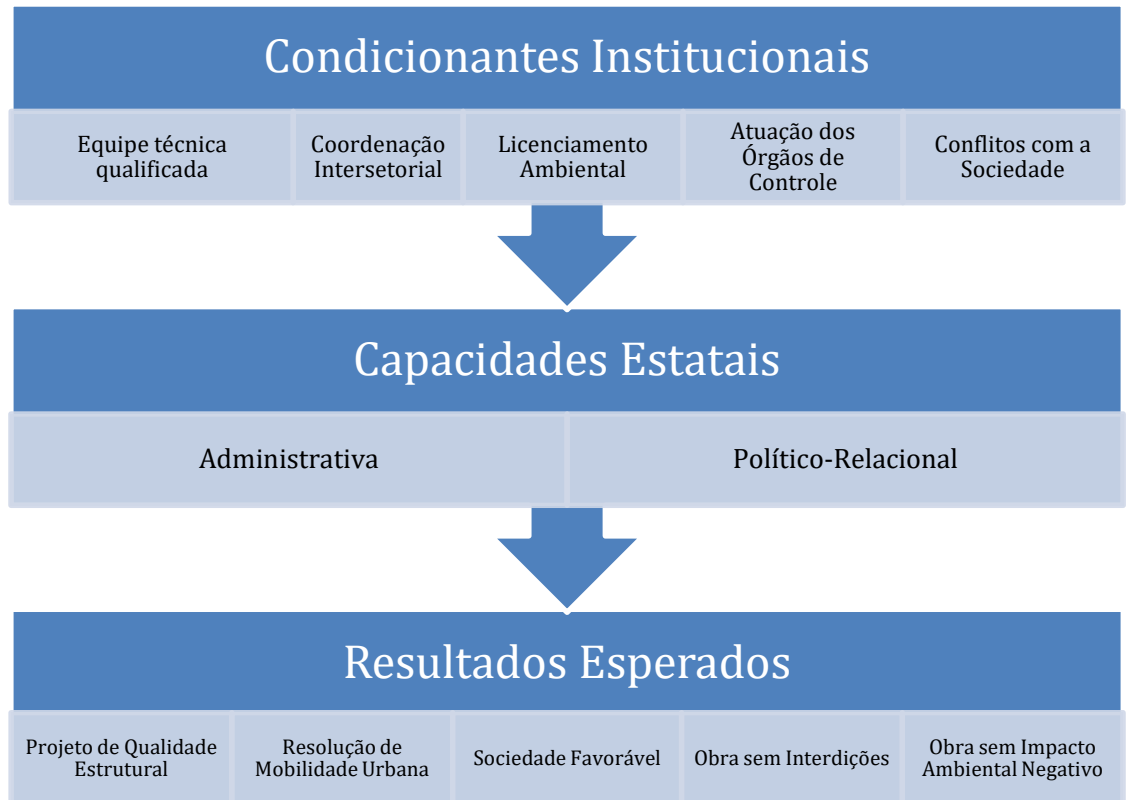 Condicionantes Institucionais
Equipe técnica
qualificada
Coordenação
Intersetorial
Licenciamento
Ambiental
Atuação dos
Órgãos de
Controle
Conflitos com a
Sociedade
Capacidades Estatais
Administrativa
Político-Relacional
Resultados Esperados
Projeto de Qualidade
Estrutural
Resolução de
Mobilidade Urbana
Sociedade Favorável
Obra sem Interdições
Obra sem Impacto
Ambiental Negativo